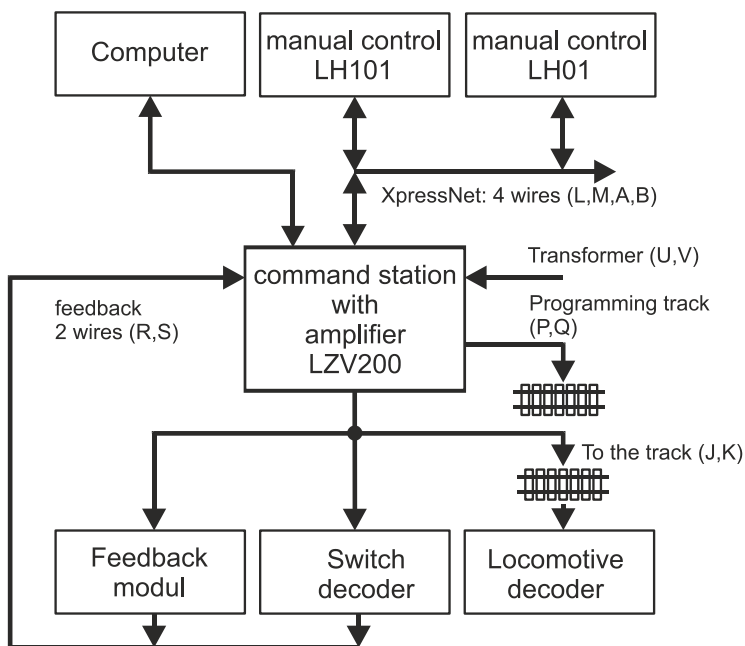 Computer
manual control
LH101
manual control
LH01
XpressNet: 4 wires (L,M,A,B)
Transformer (U,V)
command station
with
amplifier
LZV200
feedback
2 wires (R,S)
Programming track
(P,Q)
To the track (J,K)
Feedback
modul
Switch
decoder
Locomotive
decoder